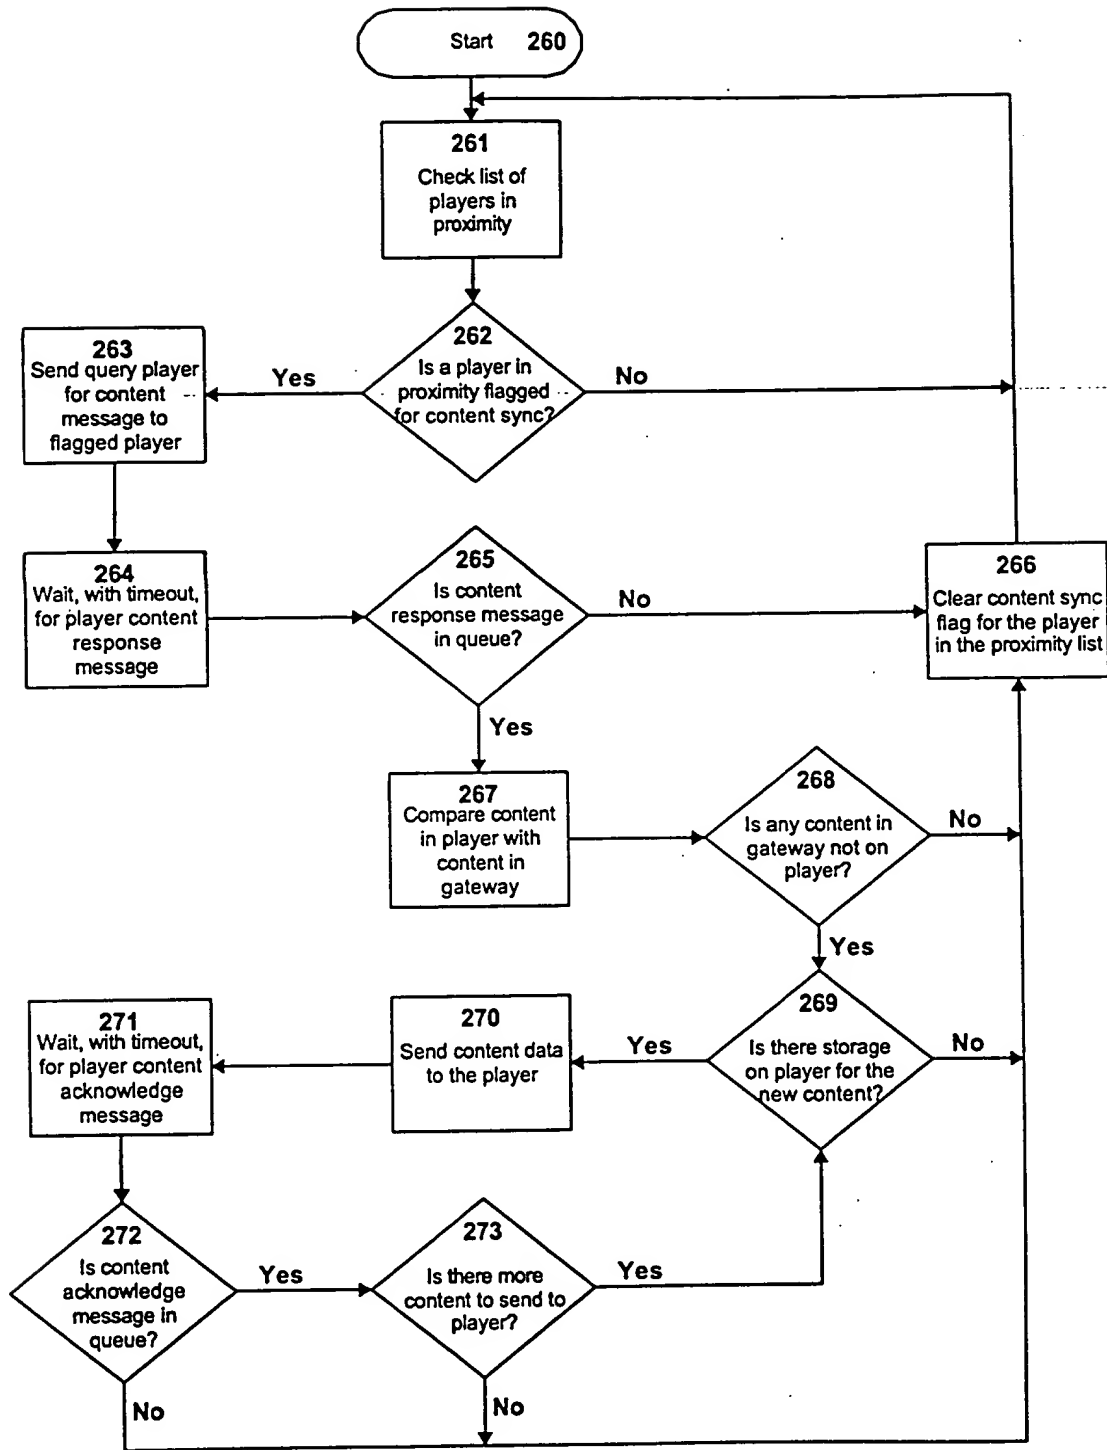 Start 260
261
Check list of
players in
proximity
262
Is a player in
proximity flagged
for content sync?
Yes
No
263
Send query player
for content
message to
flagged player
264
Wait, with timeout,
for player content
response
message
265
Is content
response message
in queue?
No
Yes
266
Clear content sync
flag for the player
in the proximity list
267
Compare content
in player with
content in
gateway
268
Is any content in
gateway not on
player?
No
Yes
269
Is there storage
on player for the
new content?
Yes
No
270
Send content data
to the player
271
Wait, with timeout,
for player content
acknowledge
message
272
Is content
acknowledge
message in
queue?
Yes
No
273
Is there more
content to send to
player?
Yes
No